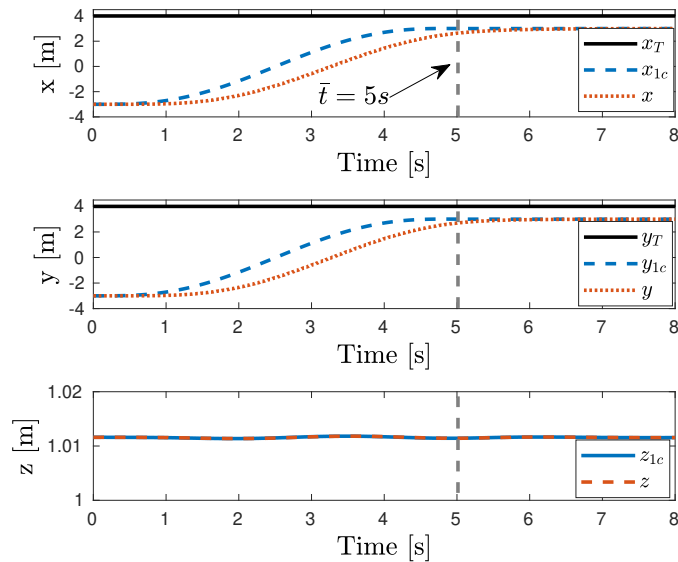 4
2
0
-2
-4
x [m]
t̄ = 5s
x_T
x_{1c}
x
0 1 2 3 4 5 6 7 8
Time [s]
4
2
0
-2
-4
y [m]
y_T
y_{1c}
y
0 1 2 3 4 5 6 7 8
Time [s]
1.02
1.01
1
z [m]
z_{1c}
z
0 1 2 3 4 5 6 7 8
Time [s]